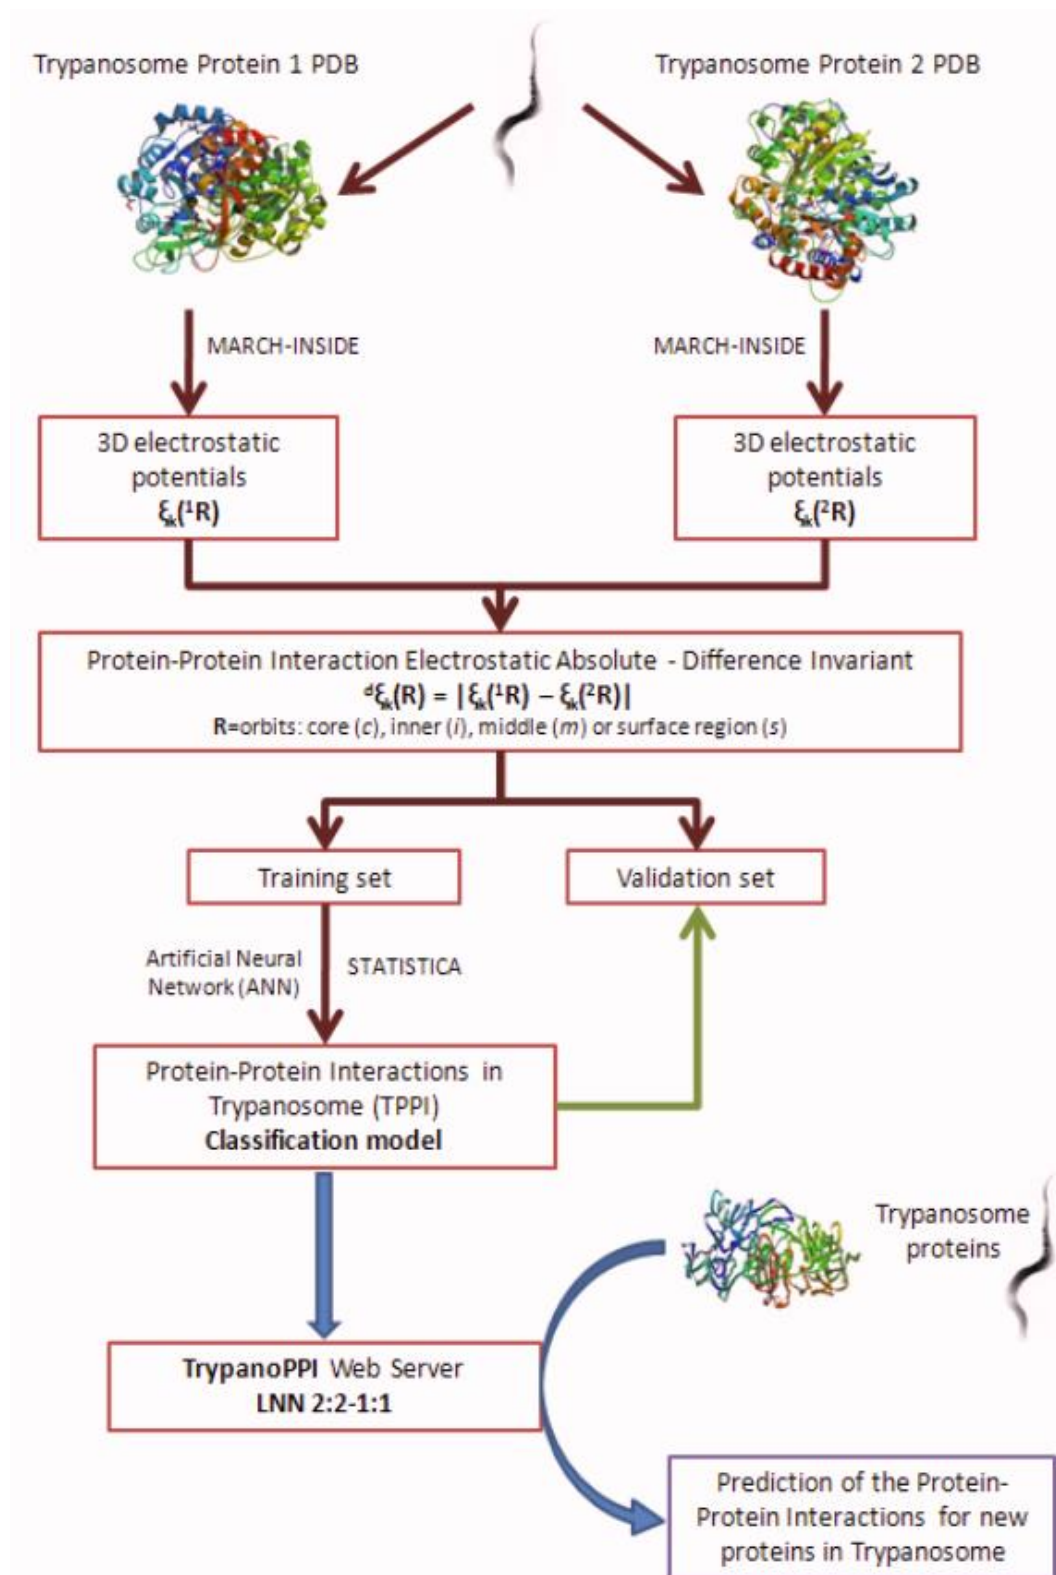 Trypanosome Protein 1 PDB
Trypanosome Protein 2 PDB
MARCH-INSIDE
MARCH-INSIDE
3D electrostatic
potentials
ξₖ(¹R)
3D electrostatic
potentials
ξₖ(²R)
Protein-Protein Interaction Electrostatic Absolute - Difference Invariant
ᵈξₖ(R) = |ξₖ(¹R) – ξₖ(²R)|
R=orbits: core (c), inner (i), middle (m) or surface region (s)
Training set
Validation set
Artificial Neural
Network (ANN)
STATISTICA
Protein-Protein Interactions in
Trypanosome (TPPI)
Classification model
Trypanosome
proteins
TrypanoPPI Web Server
LNN 2:2-1:1
Prediction of the Protein-
Protein Interactions for new
proteins in Trypanosome